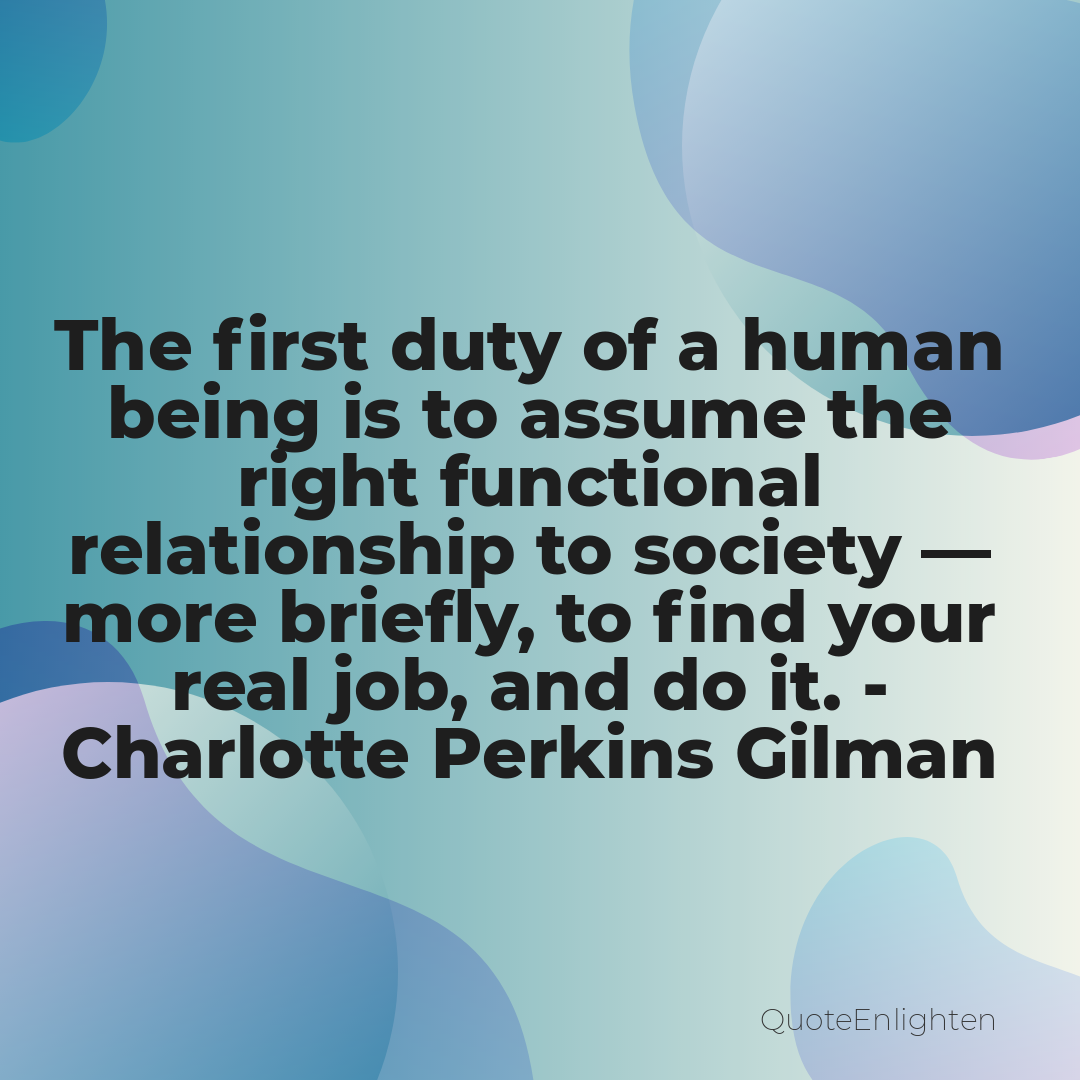 The first duty of a human
being is to assume the
right functional
relationship to society —
more briefly, to find your
real job, and do it. -
Charlotte Perkins Gilman
QuoteEnlighten